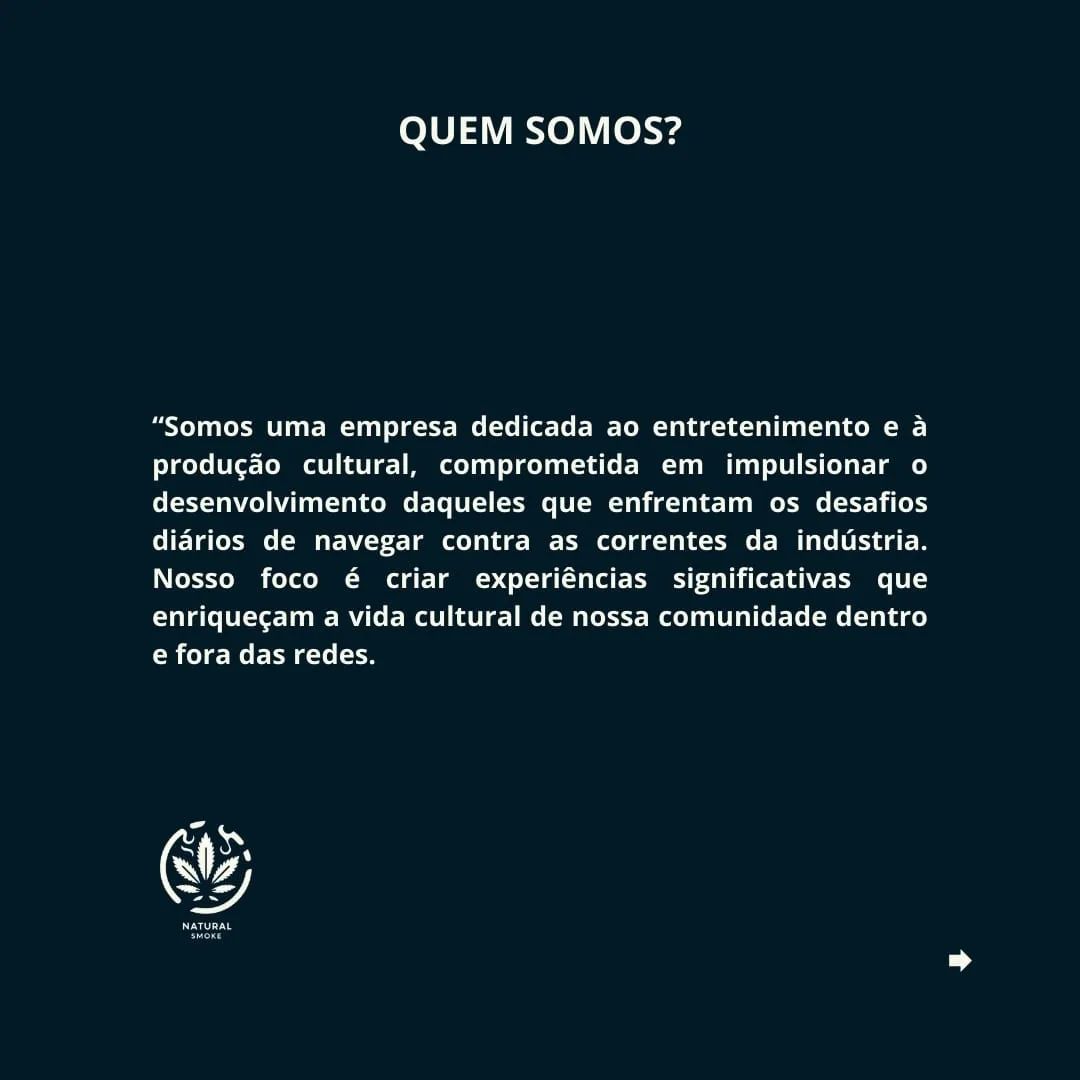 QUEM SOMOS?
“Somos uma empresa dedicada ao entretenimento e à
produção cultural, comprometida em impulsionar o
desenvolvimento daqueles que enfrentam os desafios
diários de navegar contra as correntes da indústria.
Nosso foco é criar experiências significativas que
enriqueçam a vida cultural de nossa comunidade dentro
e fora das redes.
NATURAL
SMOKE